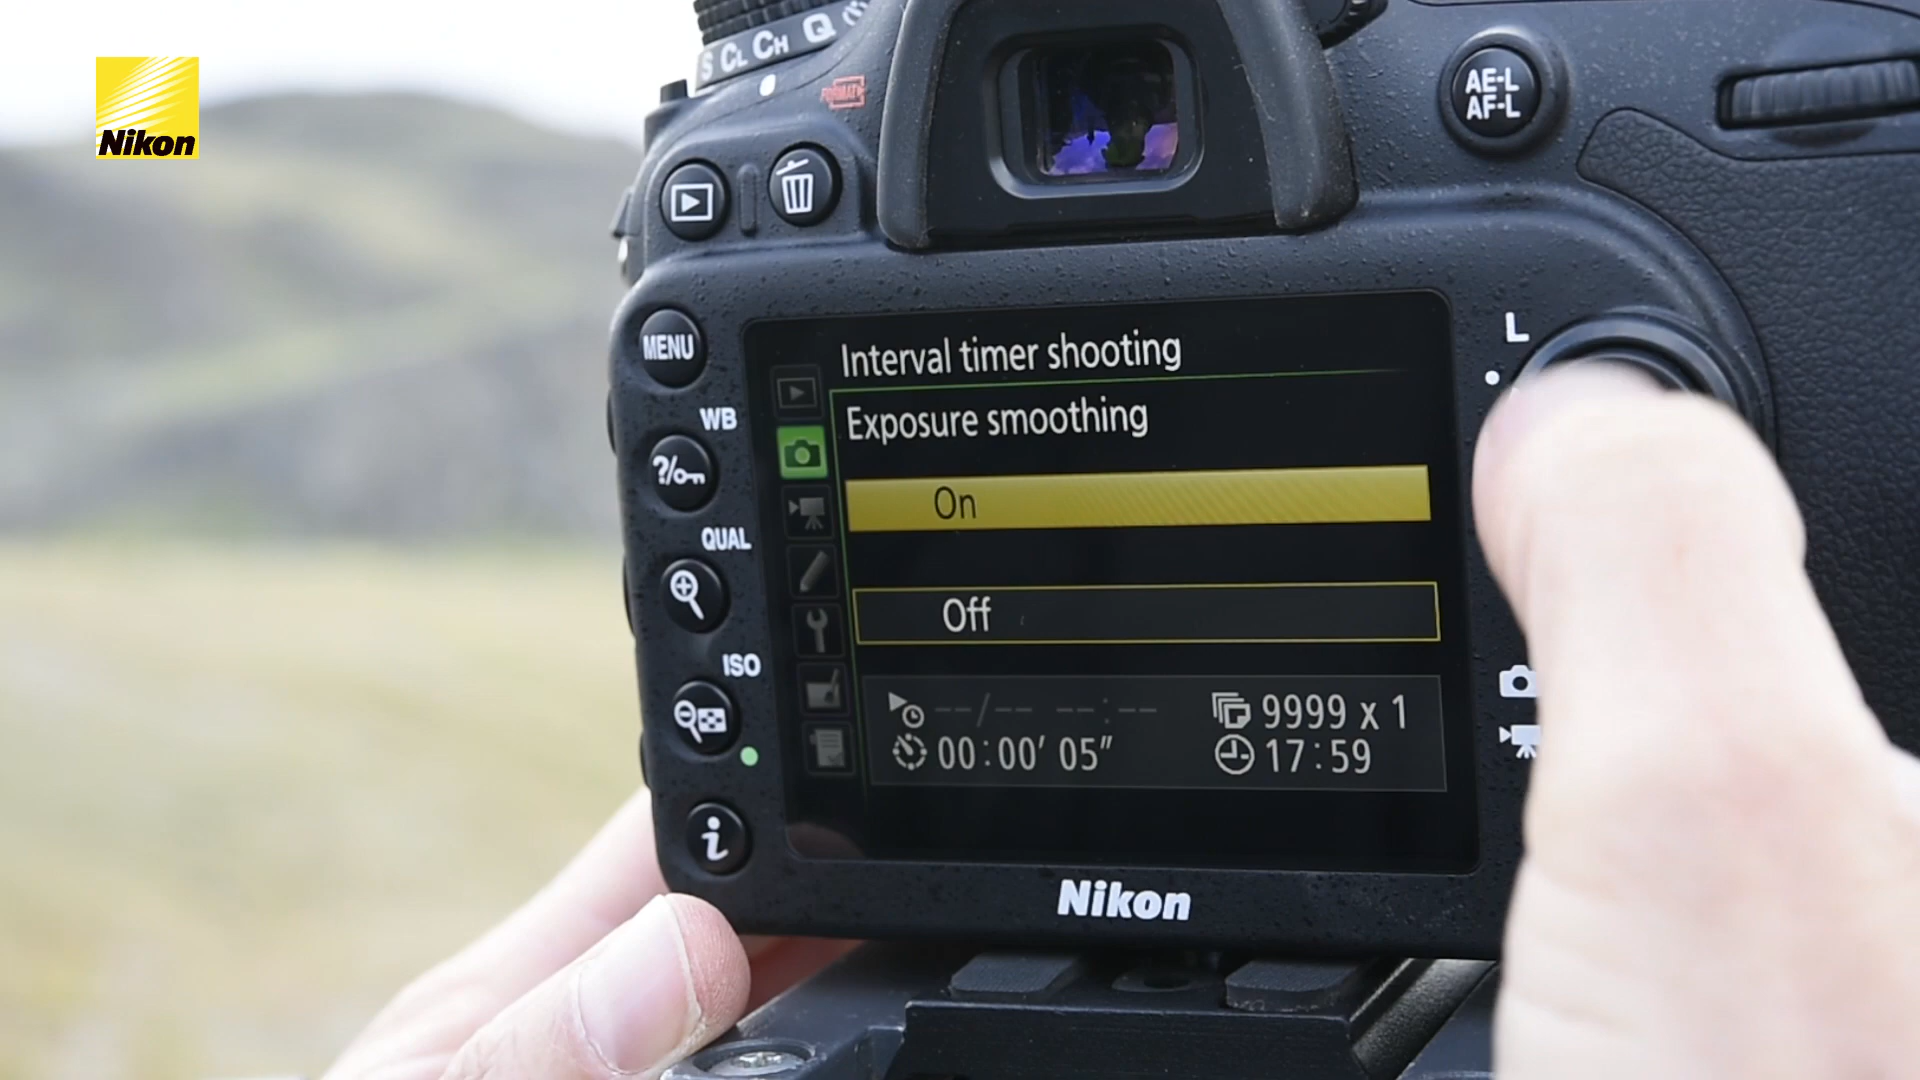 Nikon
S CL CH Q
FORMAT
AE-L
AF-L
MENU
WB
QUAL
ISO
L
Interval timer shooting
Exposure smoothing
On
Off
--/-- --:--
9999 x 1
00:00' 05"
17:59
?
i
Nikon